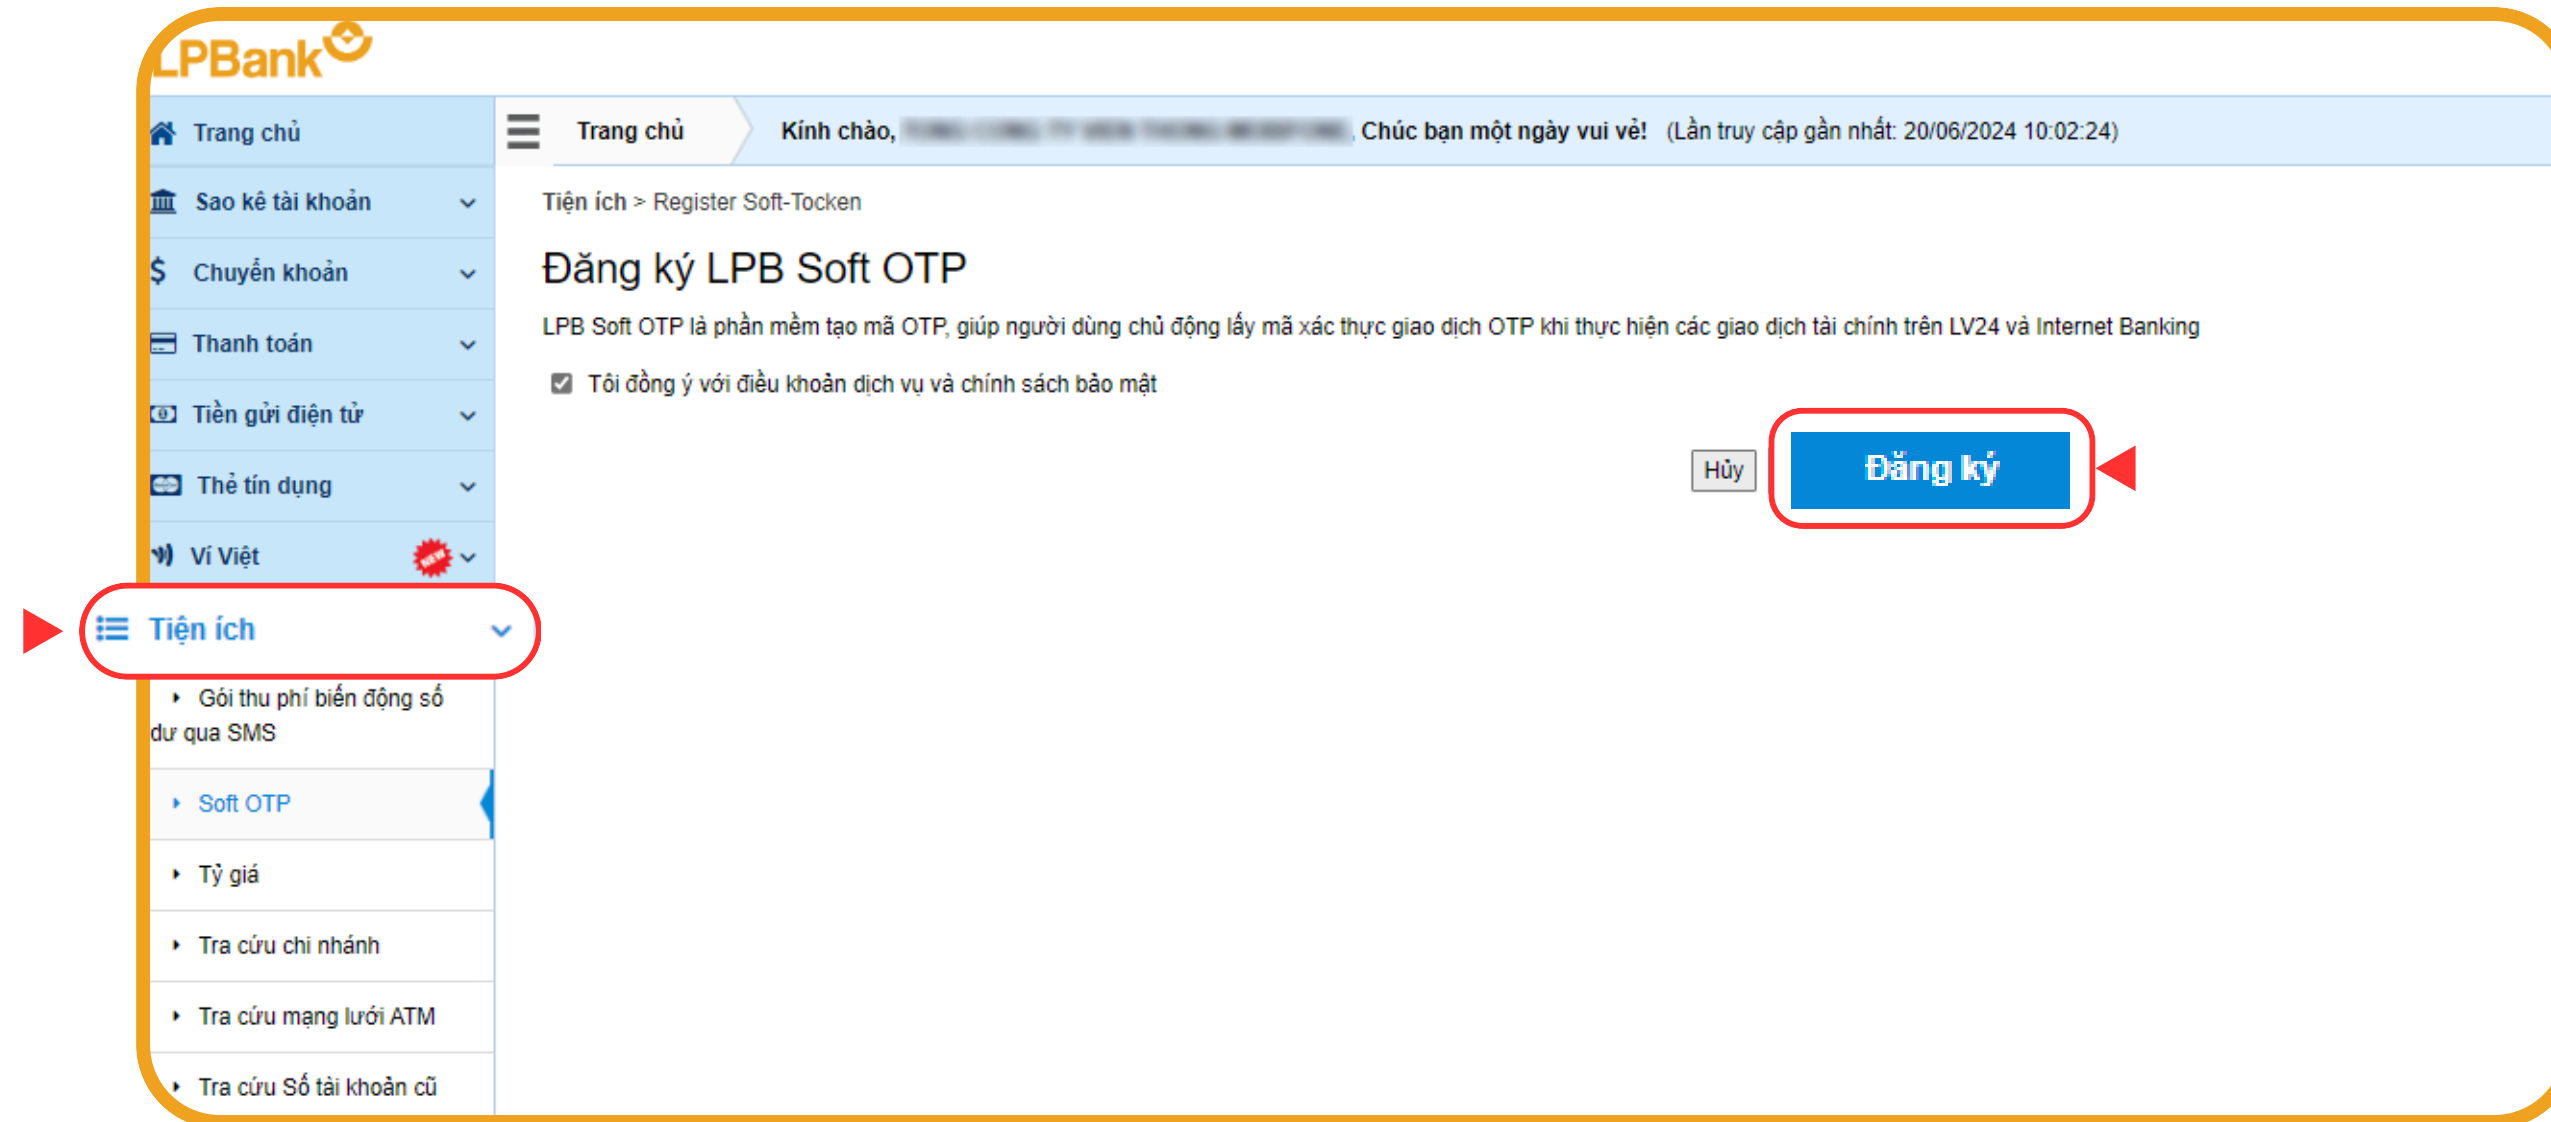 LPBank
Trang chủ
Sao kê tài khoản
Chuyển khoản
Thanh toán
Tiền gửi điện tử
Thẻ tín dụng
Ví Việt NEW
Tiện ích
Gói thu phí biến động số
dư qua SMS
Soft OTP
Tỷ giá
Tra cứu chi nhánh
Tra cứu mạng lưới ATM
Tra cứu Số tài khoản cũ
Trang chủ Kính chào, . Chúc bạn một ngày vui vẻ! (Lần truy cập gần nhất: 20/06/2024 10:02:24)
Tiện ích > Register Soft-Tocken
Đăng ký LPB Soft OTP
LPB Soft OTP là phần mềm tạo mã OTP, giúp người dùng chủ động lấy mã xác thực giao dịch OTP khi thực hiện các giao dịch tài chính trên LV24 và Internet Banking
Tôi đồng ý với điều khoản dịch vụ và chính sách bảo mật
Hủy Đăng ký